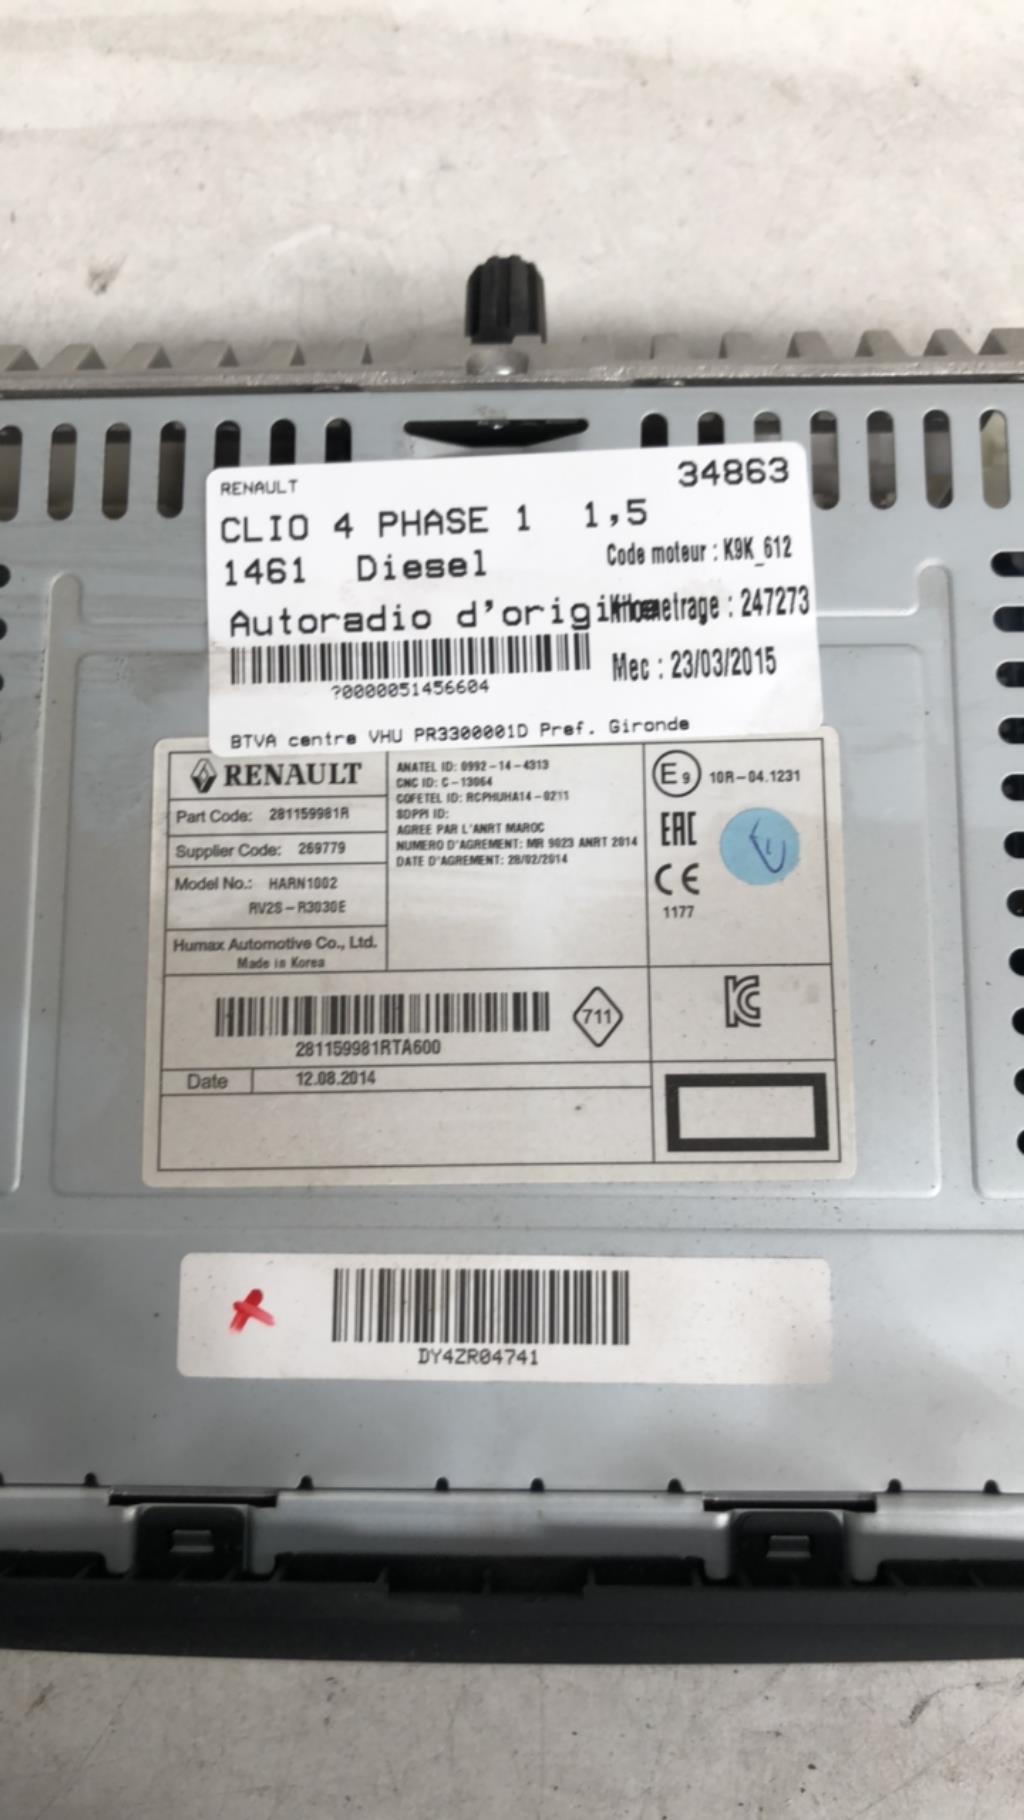 RENAULT
34863
CLIO 4 PHASE 1 1,5
1461 Diesel
Code moteur : K9K_612
Autoradio d'origine
Kilometrage : 247273
Mec : 23/03/2015
?0000051456604
BTVA centre VHU PR3300001D Pref. Gironde
RENAULT
Part Code: 281159981R
Supplier Code: 269779
Model No.: HARN1002
RV2S-R3030E
Humax Automotive Co., Ltd.
Made in Korea
ANATEL ID: 0992-14-4313
CNC ID: C-13064
COFETEL ID: RCPHUHA14-0211
SDPPI ID:
AGREE PAR L'ANRT MAROC
NUMERO D'AGREMENT: MR 9023 ANRT 2014
DATE D'AGREMENT: 28/02/2014
E9 10R-04.1231
EAC
CE
1177
281159981RTA600
711
KC
Date 12.08.2014
DY4ZR04741